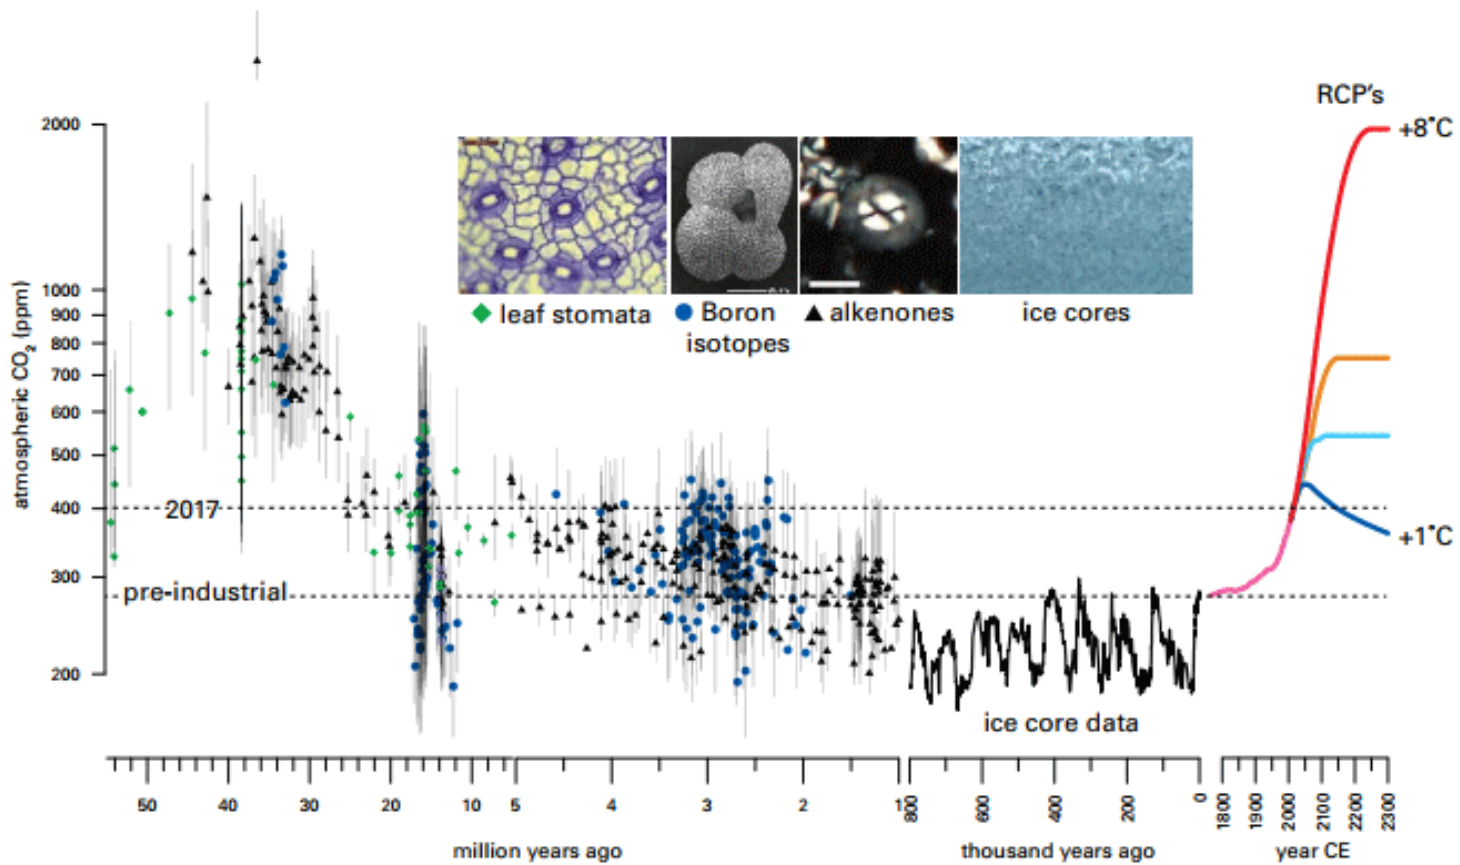 RCP's
+8°C
+1°C
2000
1000
900
800
700
600
500
400
300
200
atmospheric CO₂ (ppm)
leaf stomata
Boron
isotopes
alkenones
ice cores
2017
pre-industrial
ice core data
50
40
30
20
10
5
4
3
2
1
800
600
400
200
0
1800
1900
2000
2100
2200
2300
million years ago
thousand years ago
year CE